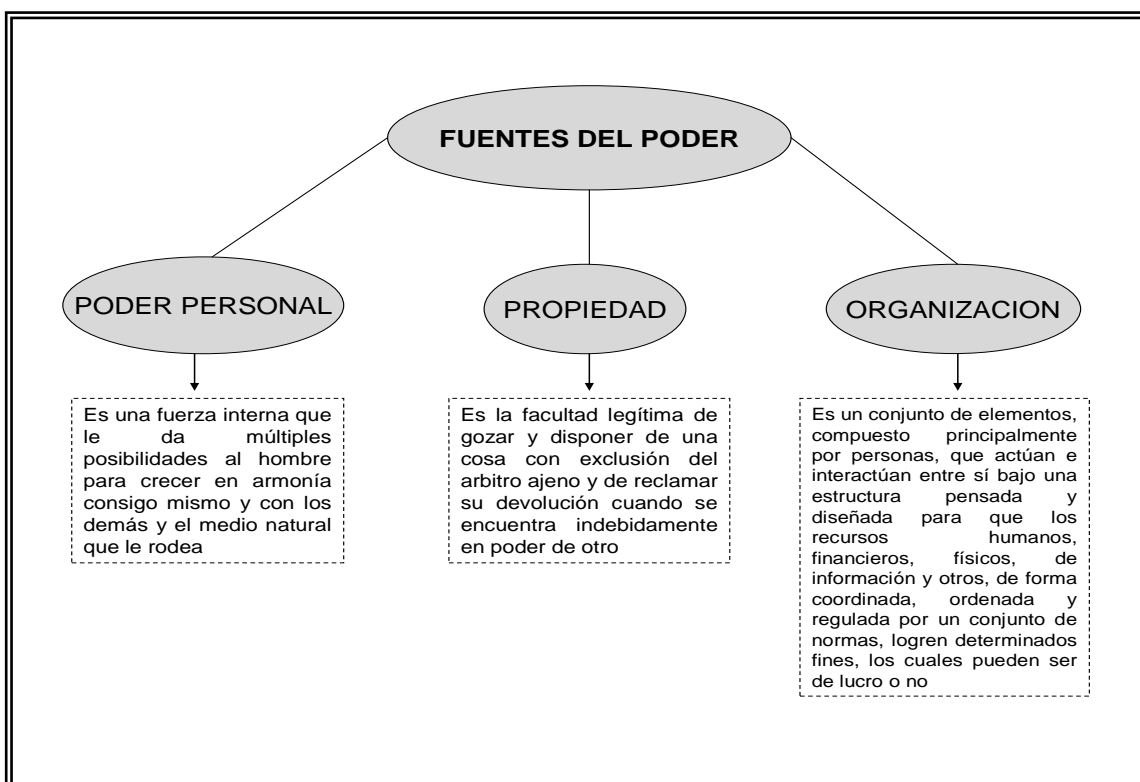 FUENTES DEL PODER
PODER PERSONAL
PROPIEDAD
ORGANIZACION
Es una fuerza interna que
le da múltiples
posibilidades al hombre
para crecer en armonía
consigo mismo y con los
demás y el medio natural
que le rodea
Es la facultad legítima de
gozar y disponer de una
cosa con exclusión del
arbitro ajeno y de reclamar
su devolución cuando se
encuentra indebidamente
en poder de otro
Es un conjunto de elementos,
compuesto principalmente
por personas, que actúan e
interactúan entre sí bajo una
estructura pensada y
diseñada para que los
recursos humanos,
financieros, físicos, de
información y otros, de forma
coordinada, ordenada y
regulada por un conjunto de
normas, logren determinados
fines, los cuales pueden ser
de lucro o no